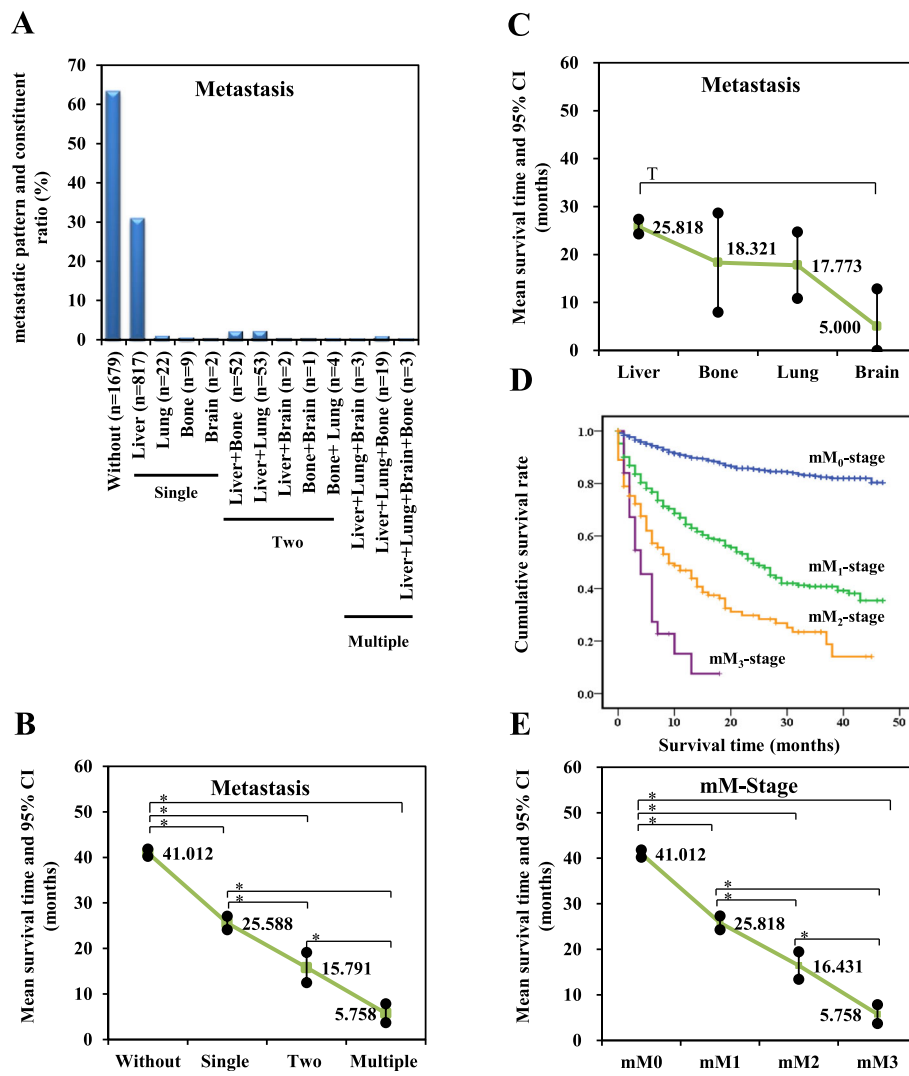 A
metastatic pattern and constituent
ratio (%)
70
60
50
40
30
20
10
0
Metastasis
Without (n=1679)
Liver (n=817)
Lung (n=22)
Bone (n=9)
Brain (n=2)
Liver+Bone (n=52)
Liver+Lung (n=53)
Liver+Brain (n=2)
Bone+Brain (n=1)
Bone+ Lung (n=4)
Liver+Lung+Brain (n=3)
Liver+Lung+Bone (n=19)
Liver+Lung+Brain+Bone (n=3)
Single
Two
Multiple
C
Mean survival time and 95% CI
(months)
60
50
40
30
20
10
0
Metastasis
T
25.818
18.321
17.773
5.000
Liver Bone Lung Brain
D
Cumulative survival rate
1.0
0.8
0.6
0.4
0.2
0.0
mM0-stage
mM1-stage
mM2-stage
mM3-stage
0 10 20 30 40 50
Survival time (months)
B
Mean survival time and 95% CI
(months)
60
50
40
30
20
10
0
Metastasis
*
*
*
41.012
*
*
25.588
*
15.791
5.758
Without Single Two Multiple
E
Mean survival time and 95% CI
(months)
60
50
40
30
20
10
0
mM-Stage
*
*
*
41.012
*
*
25.818
*
16.431
5.758
mM0 mM1 mM2 mM3